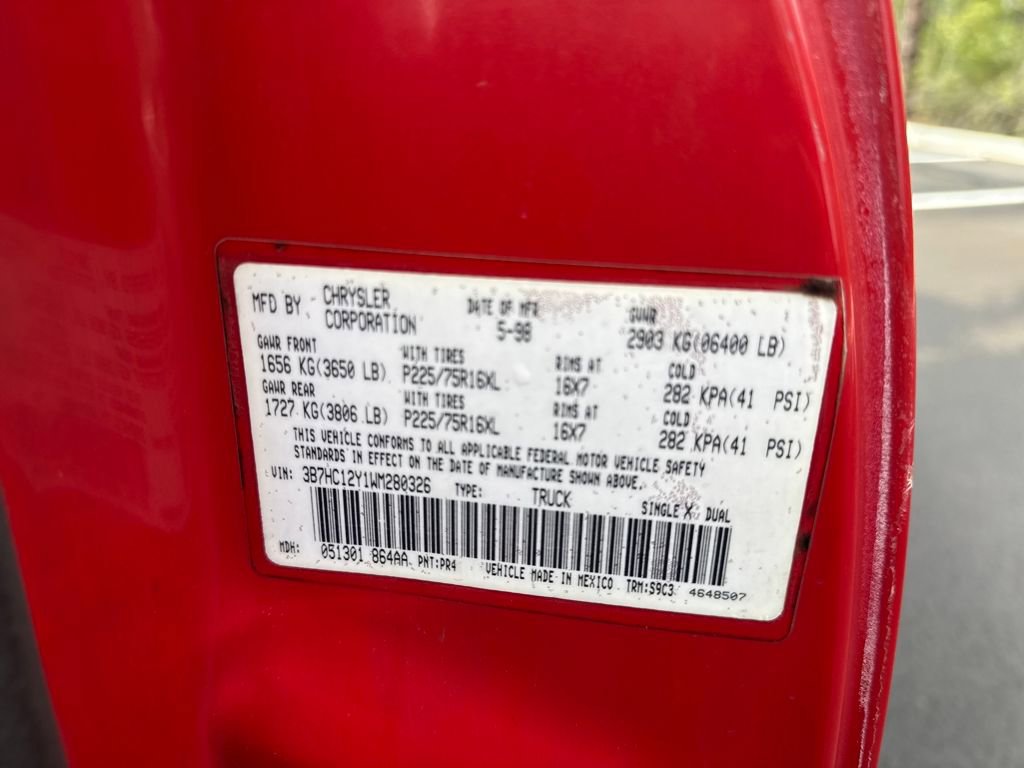 MFD BY CHRYSLER CORPORATION DATE OF MFR 5-98 GVWR 2903 KG(06400 LB)
GAWR FRONT WITH TIRES RIMS AT COLD
1656 KG(3650 LB) P225/75R16XL 16X7 282 KPA(41 PSI)
GAWR REAR WITH TIRES RIMS AT COLD
1727 KG(3806 LB) P225/75R16XL 16X7 282 KPA(41 PSI)
THIS VEHICLE CONFORMS TO ALL APPLICABLE FEDERAL MOTOR VEHICLE SAFETY
STANDARDS IN EFFECT ON THE DATE OF MANUFACTURE SHOWN ABOVE.
VIN: 3B7HC12Y1WM280326 TYPE: TRUCK SINGLE X DUAL
MDH: 051301 864AA PNT:PR4 VEHICLE MADE IN MEXICO TRM:S9C3 4648507